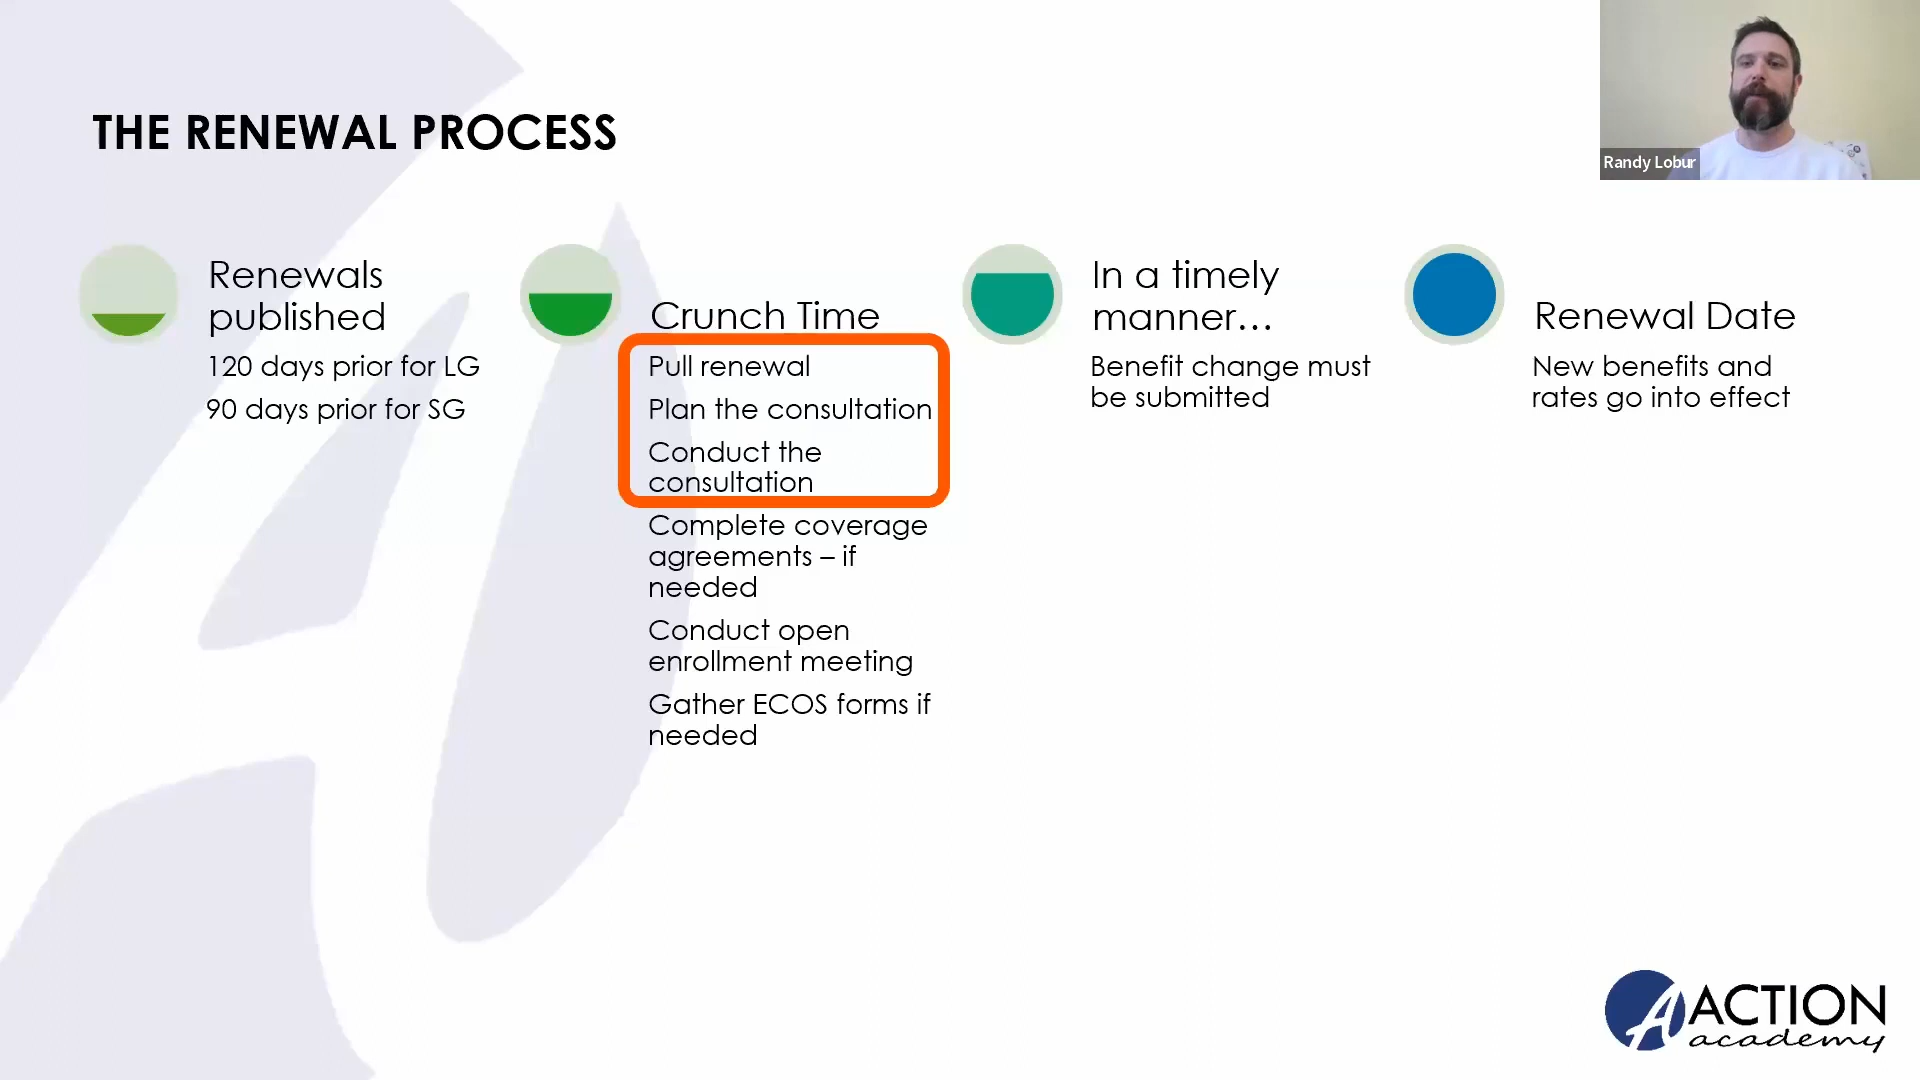 THE RENEWAL PROCESS
Randy Lobur
Renewals
published
120 days prior for LG
90 days prior for SG
Crunch Time
Pull renewal
Plan the consultation
Conduct the
consultation
Complete coverage
agreements – if
needed
Conduct open
enrollment meeting
Gather ECOS forms if
needed
In a timely
manner…
Benefit change must
be submitted
Renewal Date
New benefits and
rates go into effect
A ACTION
academy